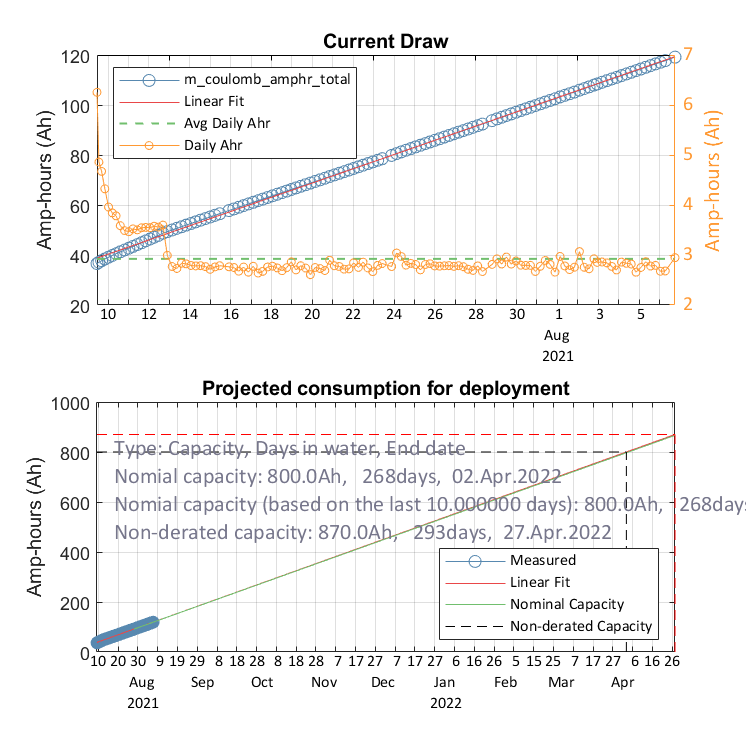 Current Draw
120
100
80
60
40
20
Amp-hours (Ah)
m_coulomb_amphr_total
Linear Fit
Avg Daily Ahr
Daily Ahr
7
6
5
4
3
2
Amp-hours (Ah)
10 12 14 16 18 20 22 24 26 28 30 1 3 5
Aug
2021
Projected consumption for deployment
1000
800
600
400
200
0
Amp-hours (Ah)
Type: Capacity, Days in water, End date
Nomial capacity: 800.0Ah, 268days, 02.Apr.2022
Nomial capacity (based on the last 10.000000 days): 800.0Ah, 268days
Non-derated capacity: 870.0Ah, 293days, 27.Apr.2022
Measured
Linear Fit
Nominal Capacity
Non-derated Capacity
10 20 30 9 19 29 8 18 28 8 18 28 7 17 27 7 17 27 6 16 26 5 15 25 7 17 27 6 16 26
Aug Sep Oct Nov Dec Jan Feb Mar Apr
2021 2022